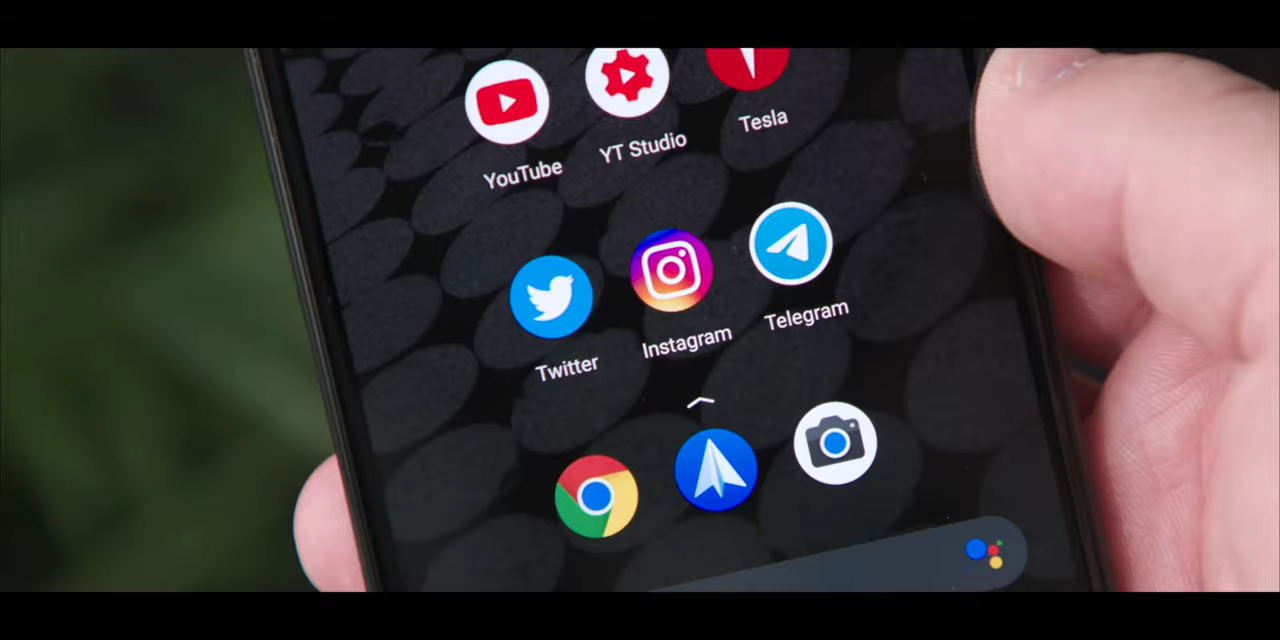 YouTube
YT Studio
Tesla
Twitter
Instagram
Telegram